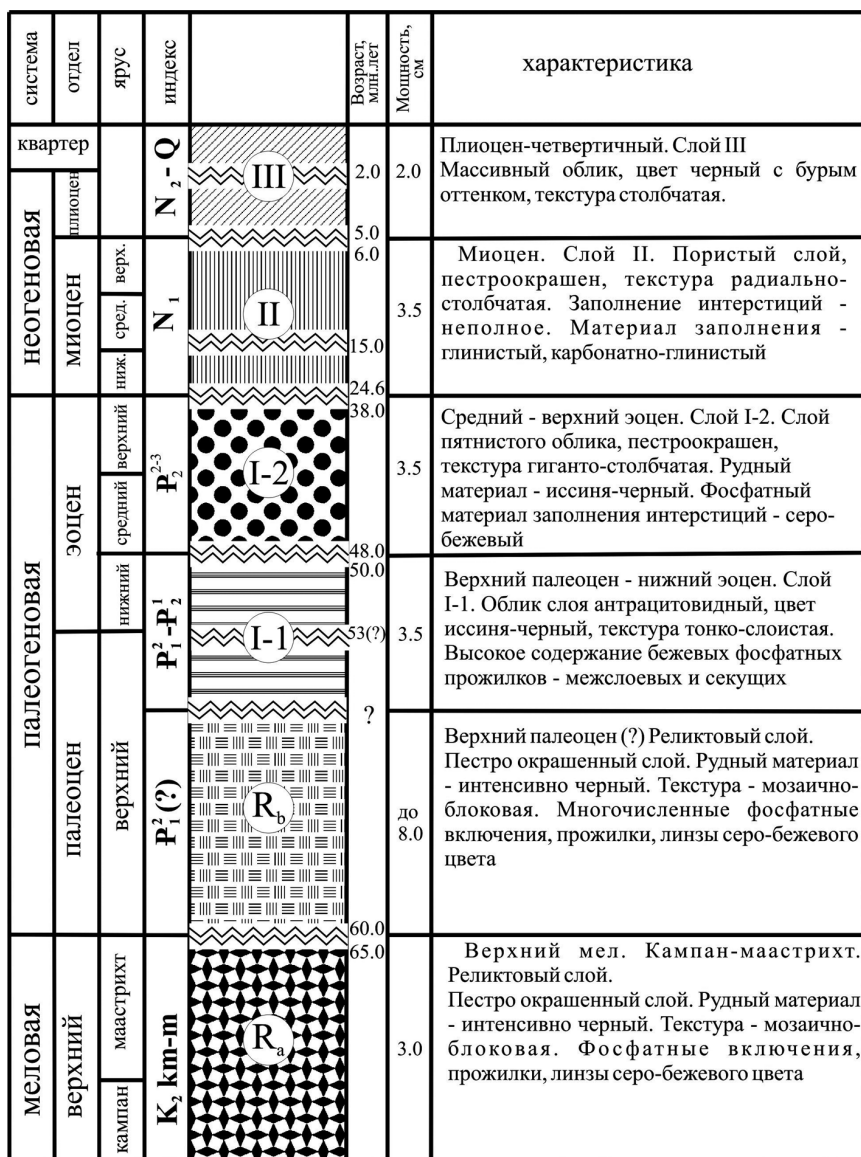 система
отдел
ярус
индекс
Возраст,
млн.лет
Мощность,
см
характеристика
квартер
неогеновая
плиоцен
N₂ - Q
III
2.0
5.0
2.0
Плиоцен-четвертичный. Слой III
Массивный облик, цвет черный с бурым
оттенком, текстура столбчатая.
миоцен
верх.
сред.
ниж.
N₁
II
6.0
15.0
24.6
3.5
Миоцен. Слой II. Пористый слой,
пестроокрашен, текстура радиально-
столбчатая. Заполнение интерстиций -
неполное. Материал заполнения -
глинистый, карбонатно-глинистый
палеогеновая
эоцен
верхний
средний
P₂²⁻³
I-2
38.0
48.0
3.5
Средний - верхний эоцен. Слой I-2. Слой
пятнистого облика, пестроокрашен,
текстура гиганто-столбчатая. Рудный
материал - иссиня-черный. Фосфатный
материал заполнения интерстиций - серо-
бежевый
нижний
P₁²-P₂¹
I-1
50.0
53(?)
?
3.5
Верхний палеоцен - нижний эоцен. Слой
I-1. Облик слоя антрацитовидный, цвет
иссиня-черный, текстура тонко-слоистая.
Высокое содержание бежевых фосфатных
прожилков - межслоевых и секущих
палеоцен
верхний
P₁²(?)
R_b
60.0
до
8.0
Верхний палеоцен (?) Реликтовый слой.
Пестро окрашенный слой. Рудный материал
- интенсивно черный. Текстура - мозаично-
блоковая. Многочисленные фосфатные
включения, прожилки, линзы серо-бежевого
цвета
меловая
верхний
маастрихт
кампан
K₂ km-m
Rₐ
65.0
3.0
Верхний мел. Кампан-маастрихт.
Реликтовый слой.
Пестро окрашенный слой. Рудный материал
- интенсивно черный. Текстура - мозаично-
блоковая. Фосфатные включения,
прожилки, линзы серо-бежевого цвета